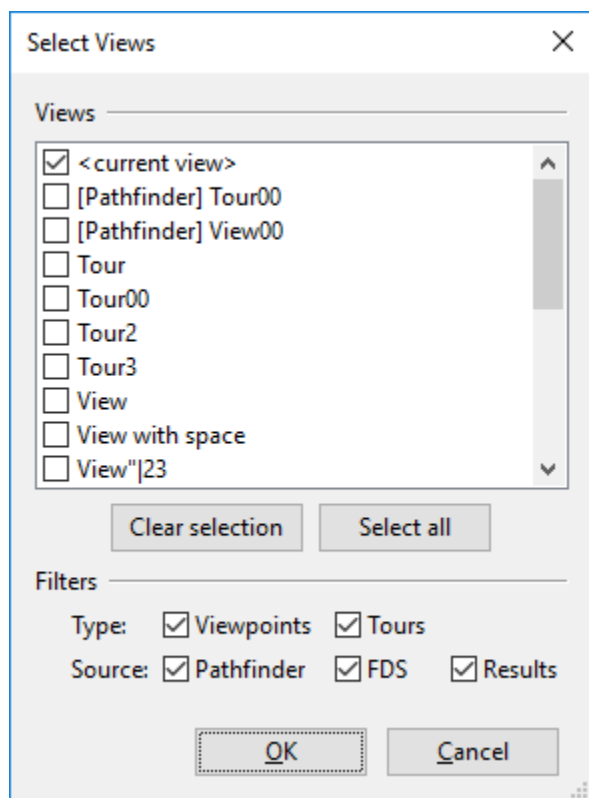 Select Views
Views
<current view>
[Pathfinder] Tour00
[Pathfinder] View00
Tour
Tour00
Tour2
Tour3
View
View with space
View"|23
Clear selection Select all
Filters
Type: Viewpoints Tours
Source: Pathfinder FDS Results
OK Cancel